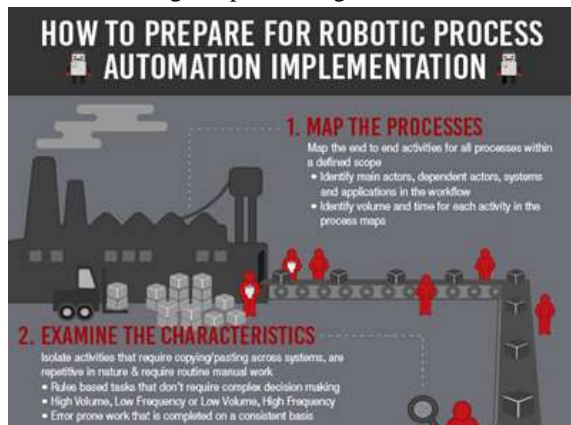 HOW TO PREPARE FOR ROBOTIC PROCESS
AUTOMATION IMPLEMENTATION
1. MAP THE PROCESSES
Map the end to end activities for all processes within
a defined scope
• Identify main actors, dependent actors, systems
and applications in the workflow
• Identify volume and time for each activity in the
process maps
2. EXAMINE THE CHARACTERISTICS
Isolate activities that require copying/pasting across systems, are
repetitive in nature & require routine manual work
• Rules based tasks that don't require complex decision making
• High Volume, Low Frequency or Low Volume, High Frequency
• Error prone work that is completed on a consistent basis